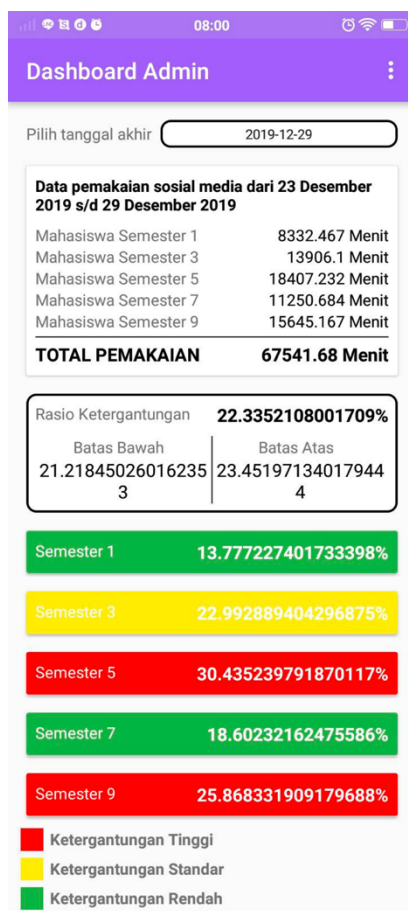 08:00
Dashboard Admin
Pilih tanggal akhir 2019-12-29
Data pemakaian sosial media dari 23 Desember
2019 s/d 29 Desember 2019
Mahasiswa Semester 1 8332.467 Menit
Mahasiswa Semester 3 13906.1 Menit
Mahasiswa Semester 5 18407.232 Menit
Mahasiswa Semester 7 11250.684 Menit
Mahasiswa Semester 9 15645.167 Menit
TOTAL PEMAKAIAN 67541.68 Menit
Rasio Ketergantungan 22.3352108001709%
Batas Bawah Batas Atas
21.21845026016235 23.45197134017944
3 4
Semester 1 13.777227401733398%
Semester 3 22.992889404296875%
Semester 5 30.435239791870117%
Semester 7 18.60232162475586%
Semester 9 25.868331909179688%
Ketergantungan Tinggi
Ketergantungan Standar
Ketergantungan Rendah